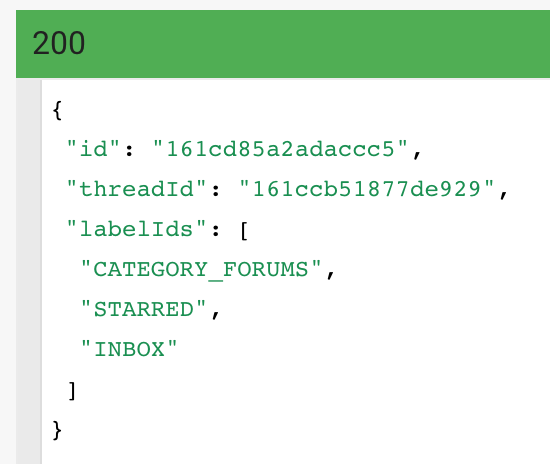 200
{
"id": "161cd85a2adaccc5",
"threadId": "161ccb51877de929",
"labelIds": [
"CATEGORY_FORUMS",
"STARRED",
"INBOX"
]
}